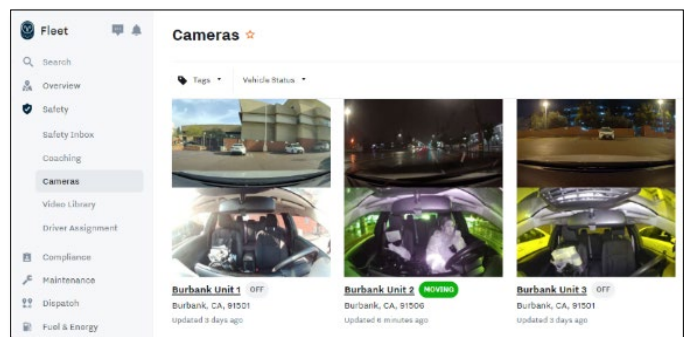 Fleet
Cameras
Search
Overview
Tags
Vehicle Status
Safety
Safety Inbox
Coaching
Cameras
Video Library
Driver Assignment
Compliance
Maintenance
Dispatch
Fuel & Energy
Burbank Unit 1 OFF
Burbank, CA, 91501
Updated 3 days ago
Burbank Unit 2 MOVING
Burbank, CA, 91506
Updated 6 minutes ago
Burbank Unit 3 OFF
Burbank, CA, 91501
Updated 3 days ago